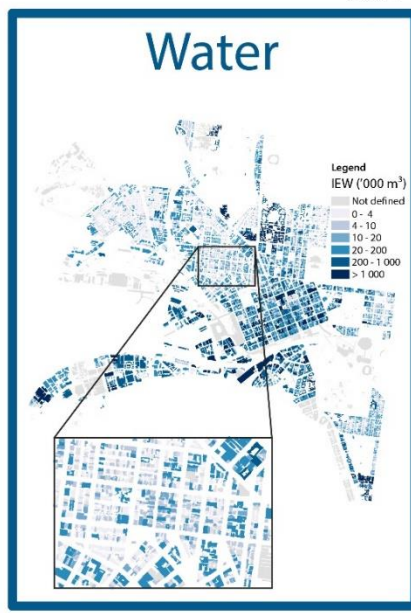 Water
Legend
IEW ('000 m³)
Not defined
0 - 4
4 - 10
10 - 20
20 - 200
200 - 1 000
> 1 000